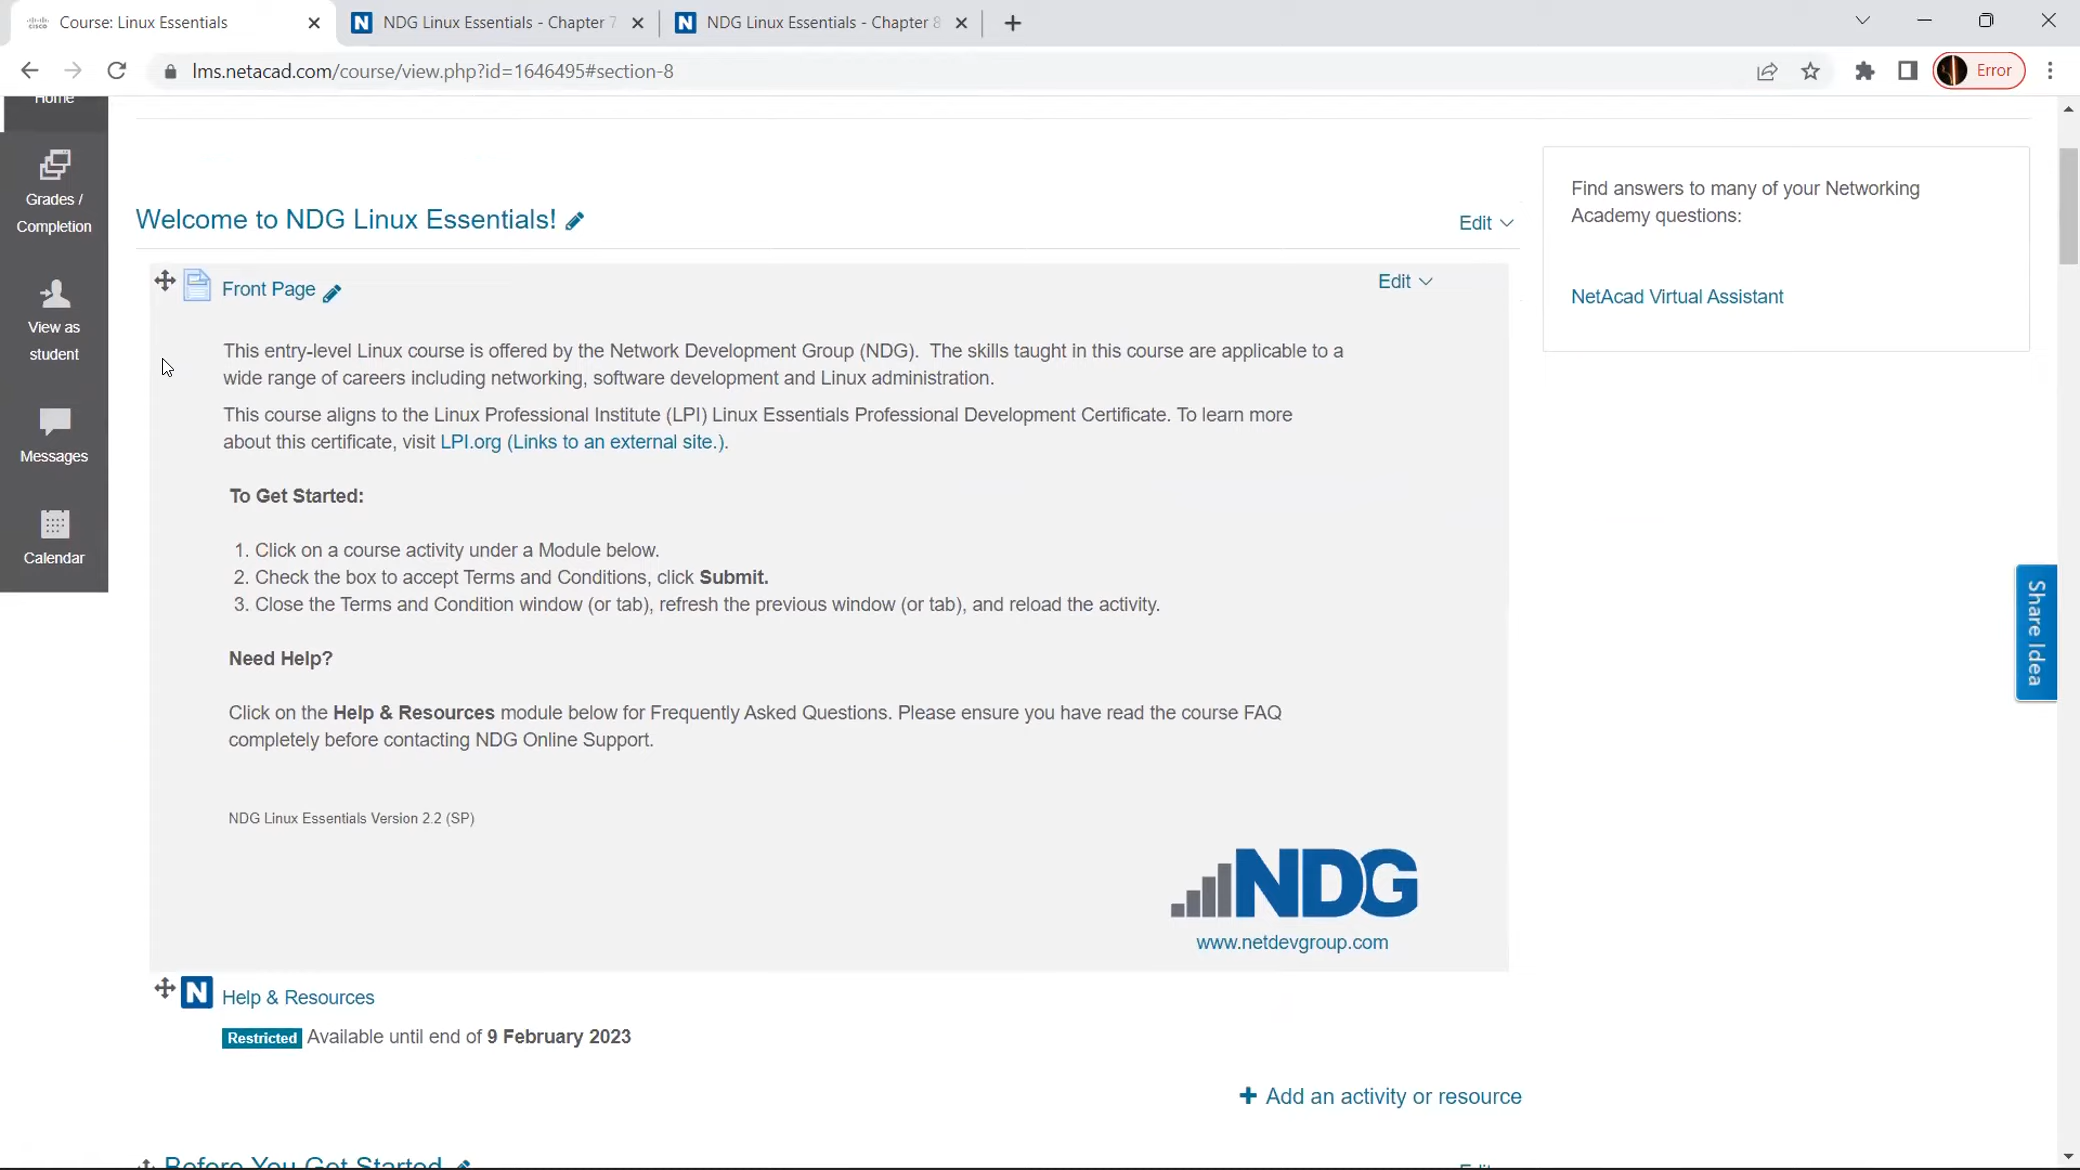 Course: Linux Essentials
NDG Linux Essentials - Chapter 7
NDG Linux Essentials - Chapter 8
lms.netacad.com/course/view.php?id=1646495#section-8
Error
Home
Grades /
Completion
View as
student
Messages
Calendar
Welcome to NDG Linux Essentials!
Edit
Front Page
Edit
This entry-level Linux course is offered by the Network Development Group (NDG).  The skills taught in this course are applicable to a
wide range of careers including networking, software development and Linux administration.
This course aligns to the Linux Professional Institute (LPI) Linux Essentials Professional Development Certificate. To learn more
about this certificate, visit LPI.org (Links to an external site.).
To Get Started:
1. Click on a course activity under a Module below.
2. Check the box to accept Terms and Conditions, click Submit.
3. Close the Terms and Condition window (or tab), refresh the previous window (or tab), and reload the activity.
Need Help?
Click on the Help & Resources module below for Frequently Asked Questions. Please ensure you have read the course FAQ
completely before contacting NDG Online Support.
NDG Linux Essentials Version 2.2 (SP)
NDG
www.netdevgroup.com
N Help & Resources
Restricted Available until end of 9 February 2023
+ Add an activity or resource
Before You Get Started
Edit
Find answers to many of your Networking
Academy questions:
NetAcad Virtual Assistant
Share Idea